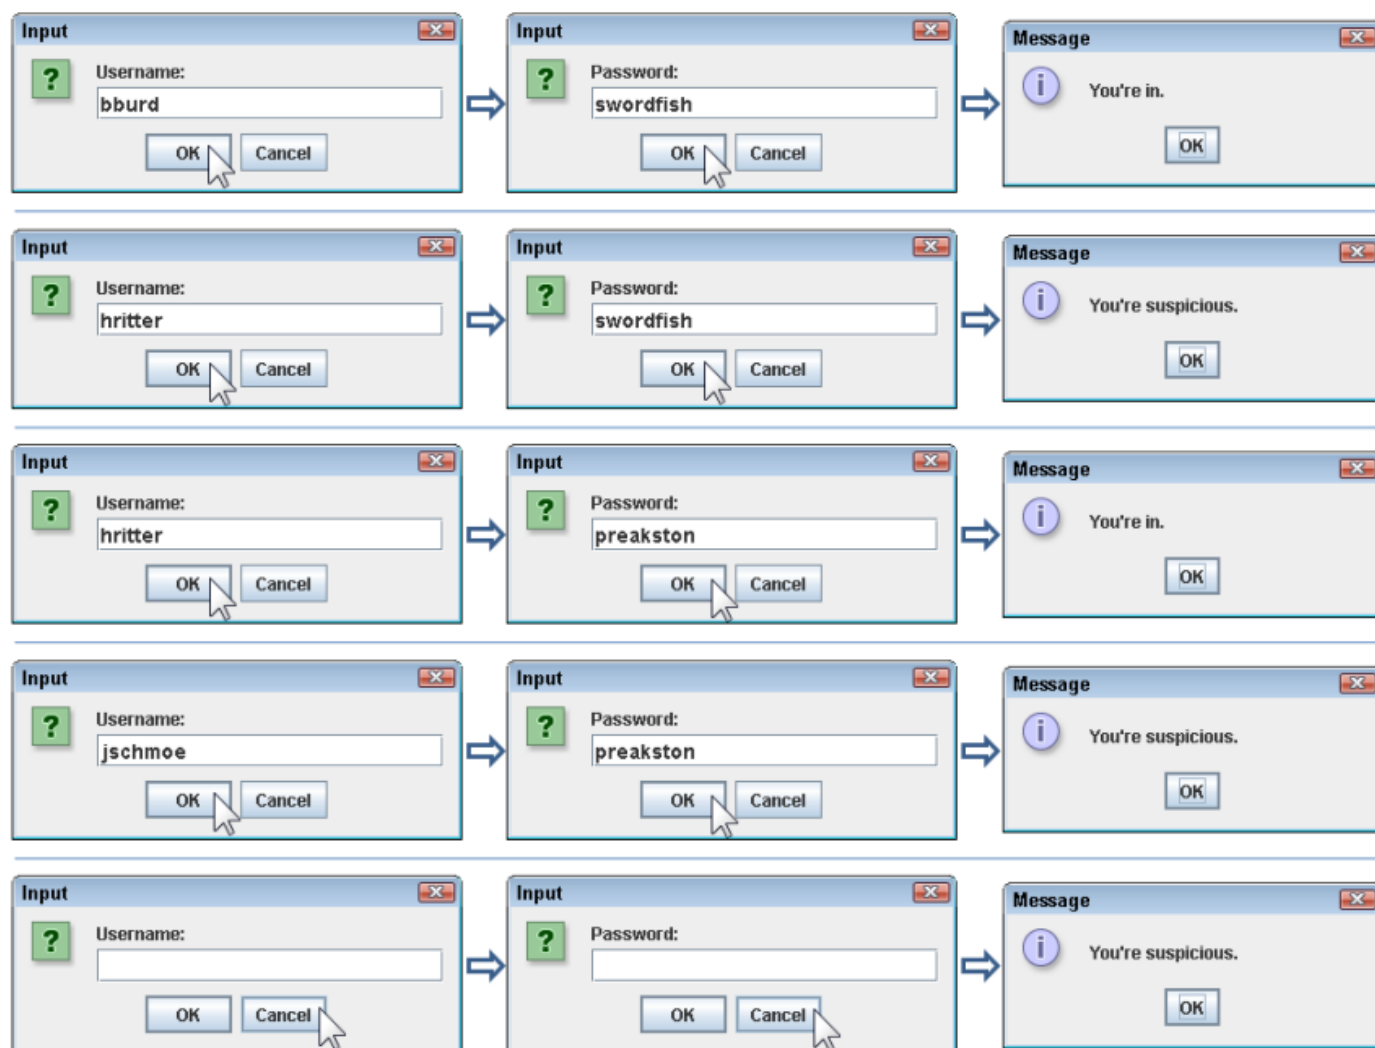 Input
Username:
bburd
OK Cancel
Input
Password:
swordfish
OK Cancel
Message
You're in.
OK
Input
Username:
hritter
OK Cancel
Input
Password:
swordfish
OK Cancel
Message
You're suspicious.
OK
Input
Username:
hritter
OK Cancel
Input
Password:
preakston
OK Cancel
Message
You're in.
OK
Input
Username:
jschmoe
OK Cancel
Input
Password:
preakston
OK Cancel
Message
You're suspicious.
OK
Input
Username:
OK Cancel
Input
Password:
OK Cancel
Message
You're suspicious.
OK